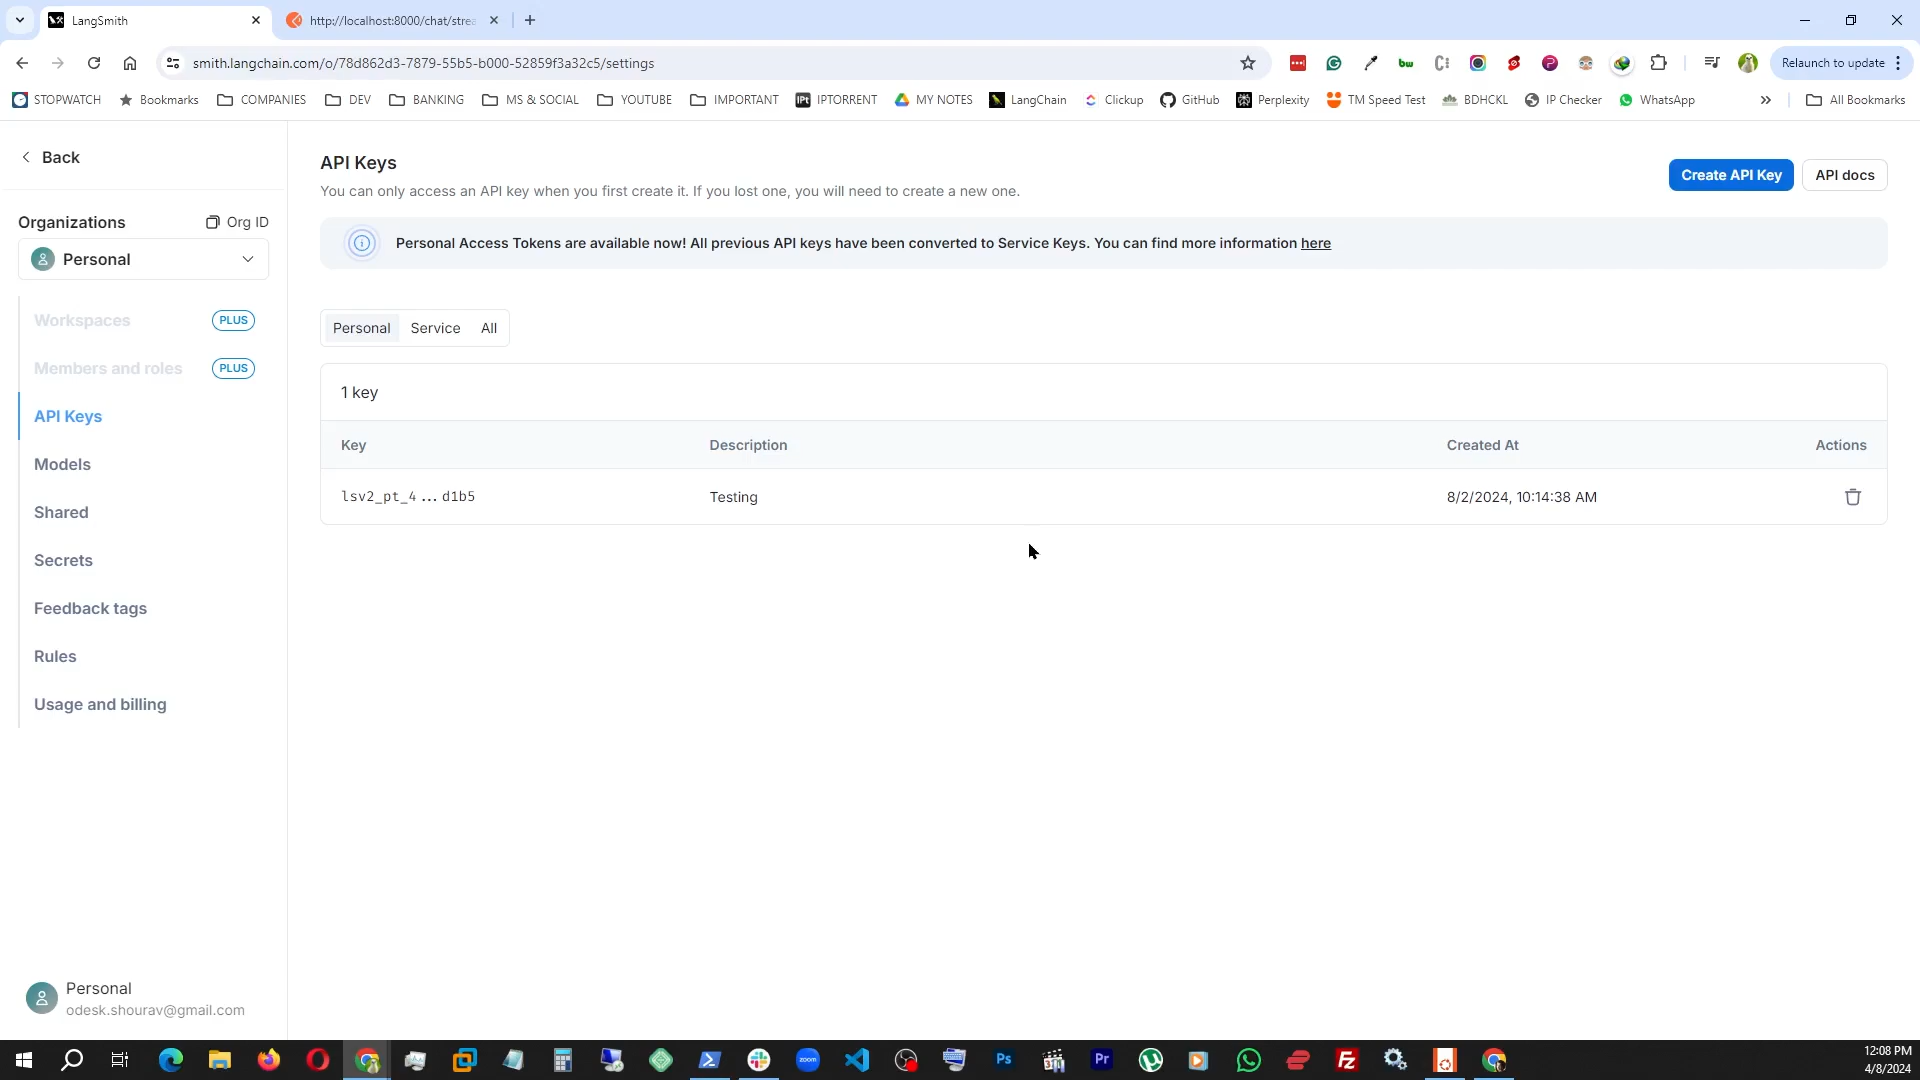 LangSmith
http://localhost:8000/chat/strea
smith.langchain.com/o/78d862d3-7879-55b5-b000-52859f3a32c5/settings
Relaunch to update
STOPWATCH
Bookmarks
COMPANIES
DEV
BANKING
MS & SOCIAL
YOUTUBE
IMPORTANT
IPTORRENT
MY NOTES
LangChain
Clickup
GitHub
Perplexity
TM Speed Test
BDHCKL
IP Checker
WhatsApp
All Bookmarks
Back
Organizations
Org ID
Personal
Workspaces
PLUS
Members and roles
PLUS
API Keys
Models
Shared
Secrets
Feedback tags
Rules
Usage and billing
Personal
odesk.shourav@gmail.com
API Keys
You can only access an API key when you first create it. If you lost one, you will need to create a new one.
Create API Key
API docs
Personal Access Tokens are available now! All previous API keys have been converted to Service Keys. You can find more information here
Personal
Service
All
1 key
Key
Description
Created At
Actions
lsv2_pt_4...d1b5
Testing
8/2/2024, 10:14:38 AM
12:08 PM
4/8/2024